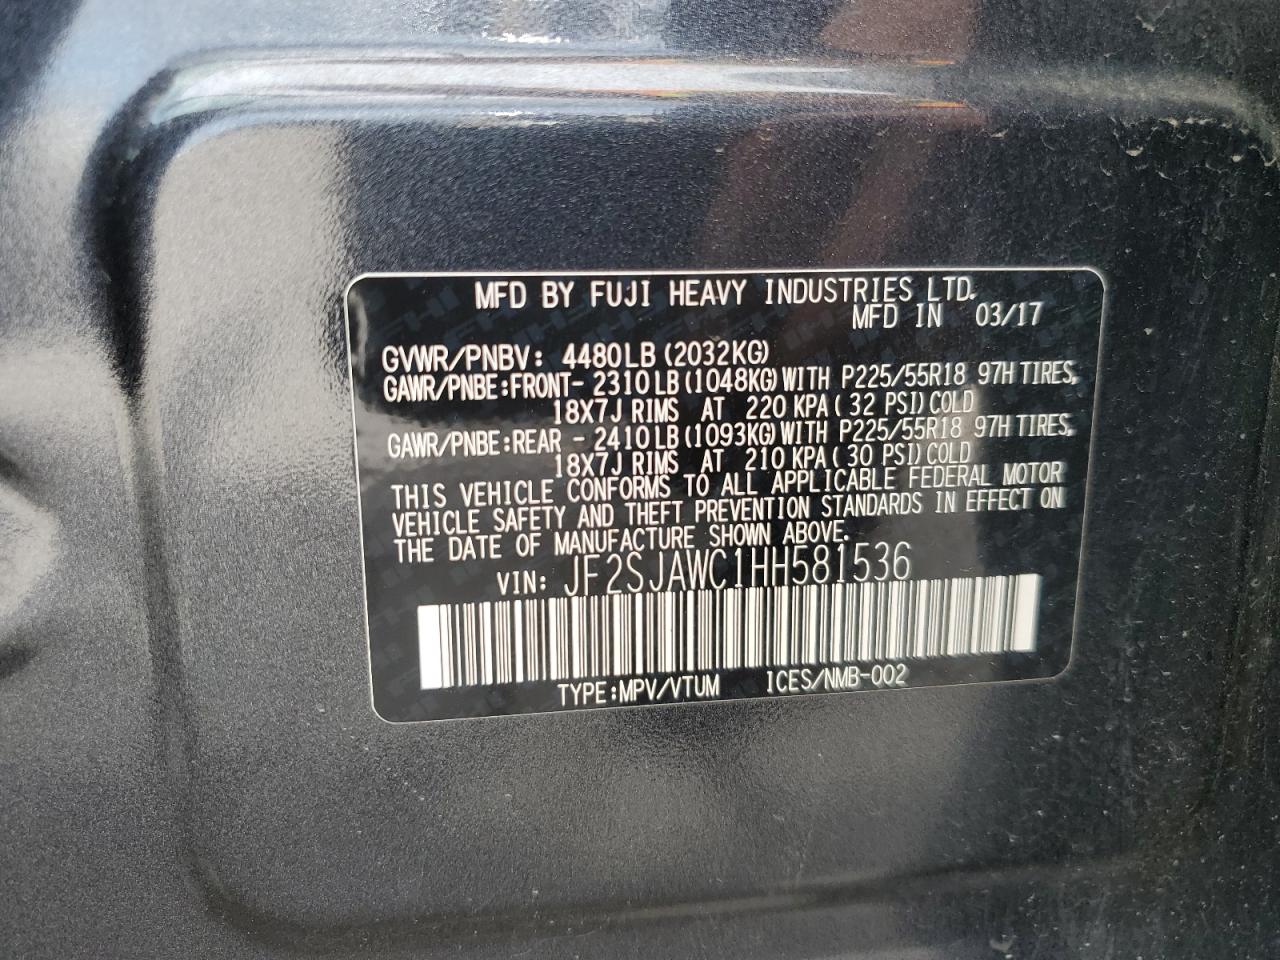 MFD BY FUJI HEAVY INDUSTRIES LTD.
MFD IN 03/17
GVWR/PNBV: 4480LB (2032KG)
GAWR/PNBE:FRONT- 2310LB (1048KG) WITH P225/55R18 97H TIRES,
18X7J RIMS AT 220 KPA ( 32 PSI) COLD
GAWR/PNBE:REAR - 2410LB (1093KG) WITH P225/55R18 97H TIRES,
18X7J RIMS AT 210 KPA ( 30 PSI) COLD
THIS VEHICLE CONFORMS TO ALL APPLICABLE FEDERAL MOTOR
VEHICLE SAFETY AND THEFT PREVENTION STANDARDS IN EFFECT ON
THE DATE OF MANUFACTURE SHOWN ABOVE.
VIN: JF2SJAWC1HH581536
TYPE:MPV/VTUM ICES/NMB-002